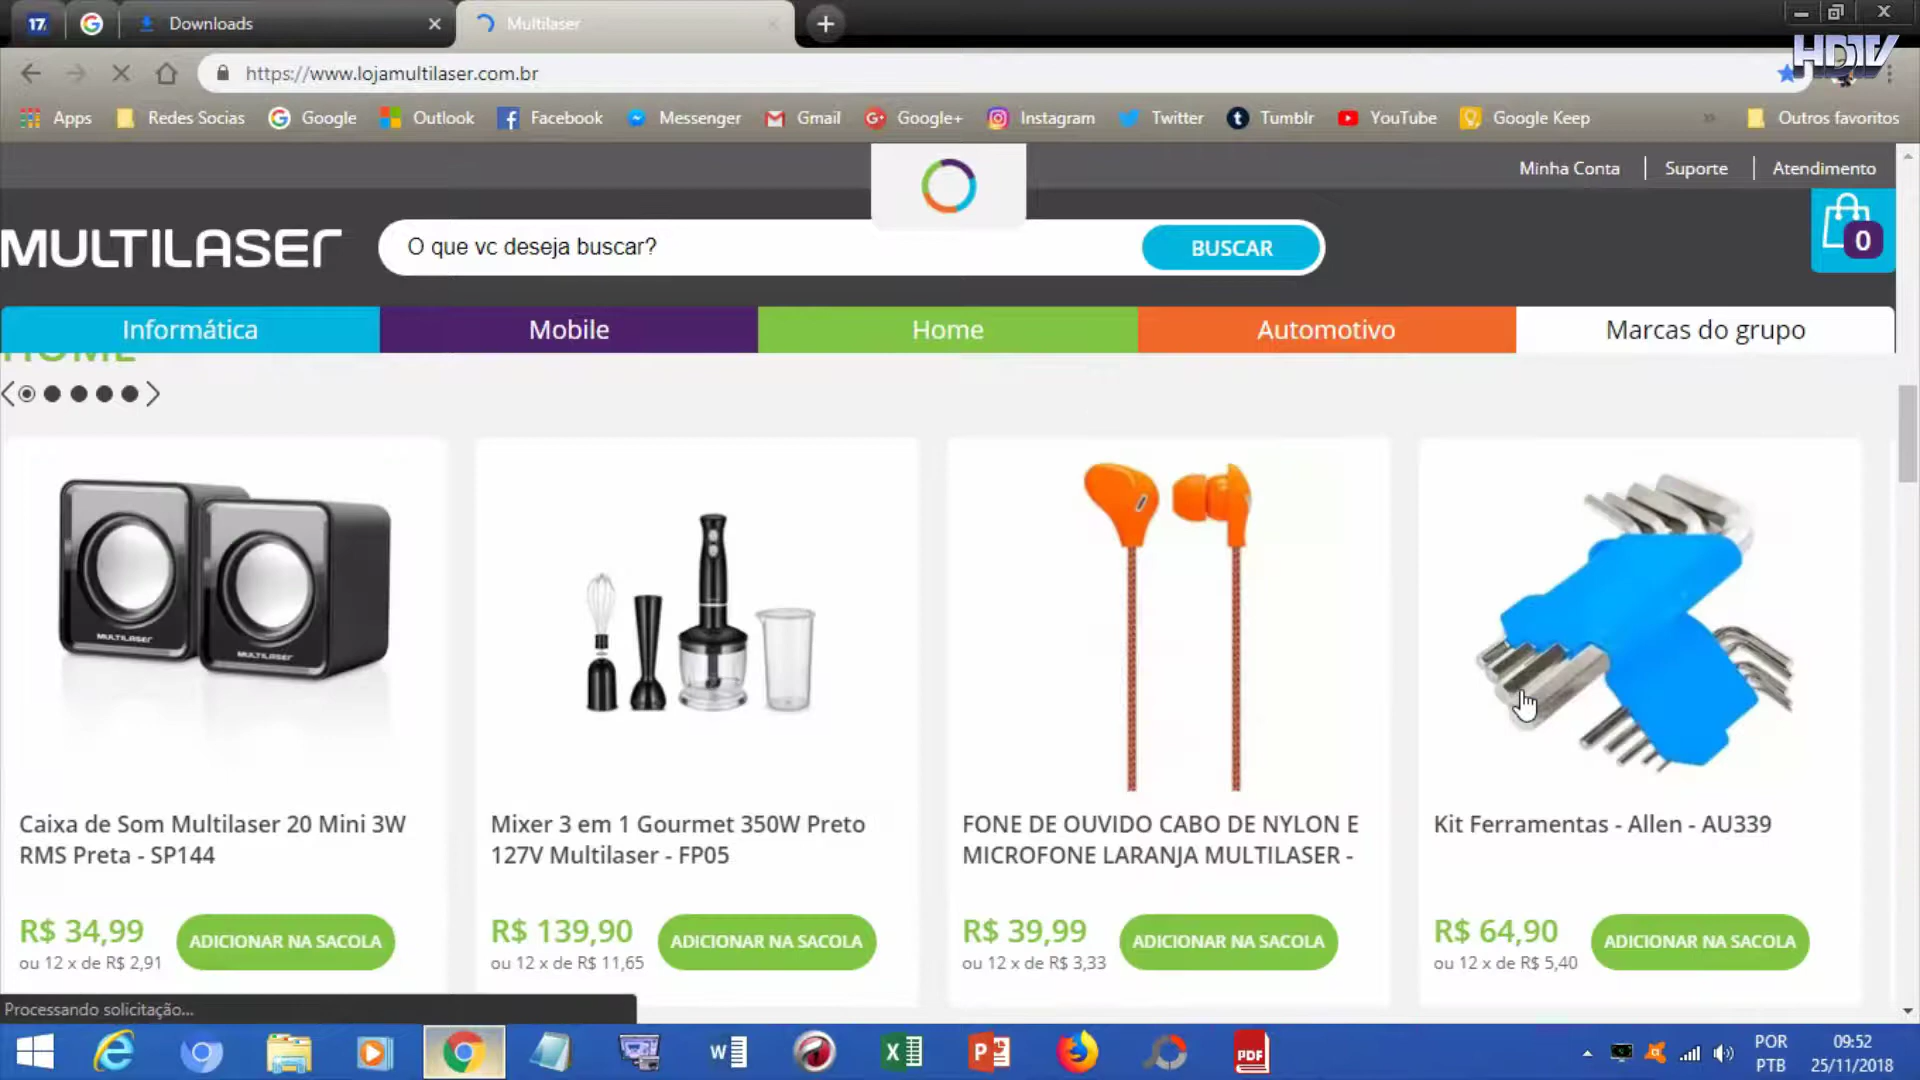 17.
Downloads
Multilaser
HDTV
https://www.lojamultilaser.com.br
Apps
Redes Socias
Google
Outlook
Facebook
Messenger
Gmail
Google+
Instagram
Twitter
Tumblr
YouTube
Google Keep
Outros favoritos
Minha Conta
Suporte
Atendimento
MULTILASER
O que vc deseja buscar?
BUSCAR
0
Informática
Mobile
Home
Automotivo
Marcas do grupo
HOME
MULTILASER
MULTILASER
Caixa de Som Multilaser 20 Mini 3W
RMS Preta - SP144
R$ 34,99
ou 12 x de R$ 2,91
ADICIONAR NA SACOLA
Mixer 3 em 1 Gourmet 350W Preto
127V Multilaser - FP05
R$ 139,90
ou 12 x de R$ 11,65
ADICIONAR NA SACOLA
FONE DE OUVIDO CABO DE NYLON E
MICROFONE LARANJA MULTILASER -
R$ 39,99
ou 12 x de R$ 3,33
ADICIONAR NA SACOLA
Kit Ferramentas - Allen - AU339
R$ 64,90
ou 12 x de R$ 5,40
ADICIONAR NA SACOLA
Processando solicitação...
PDF
POR
PTB
09:52
25/11/2018